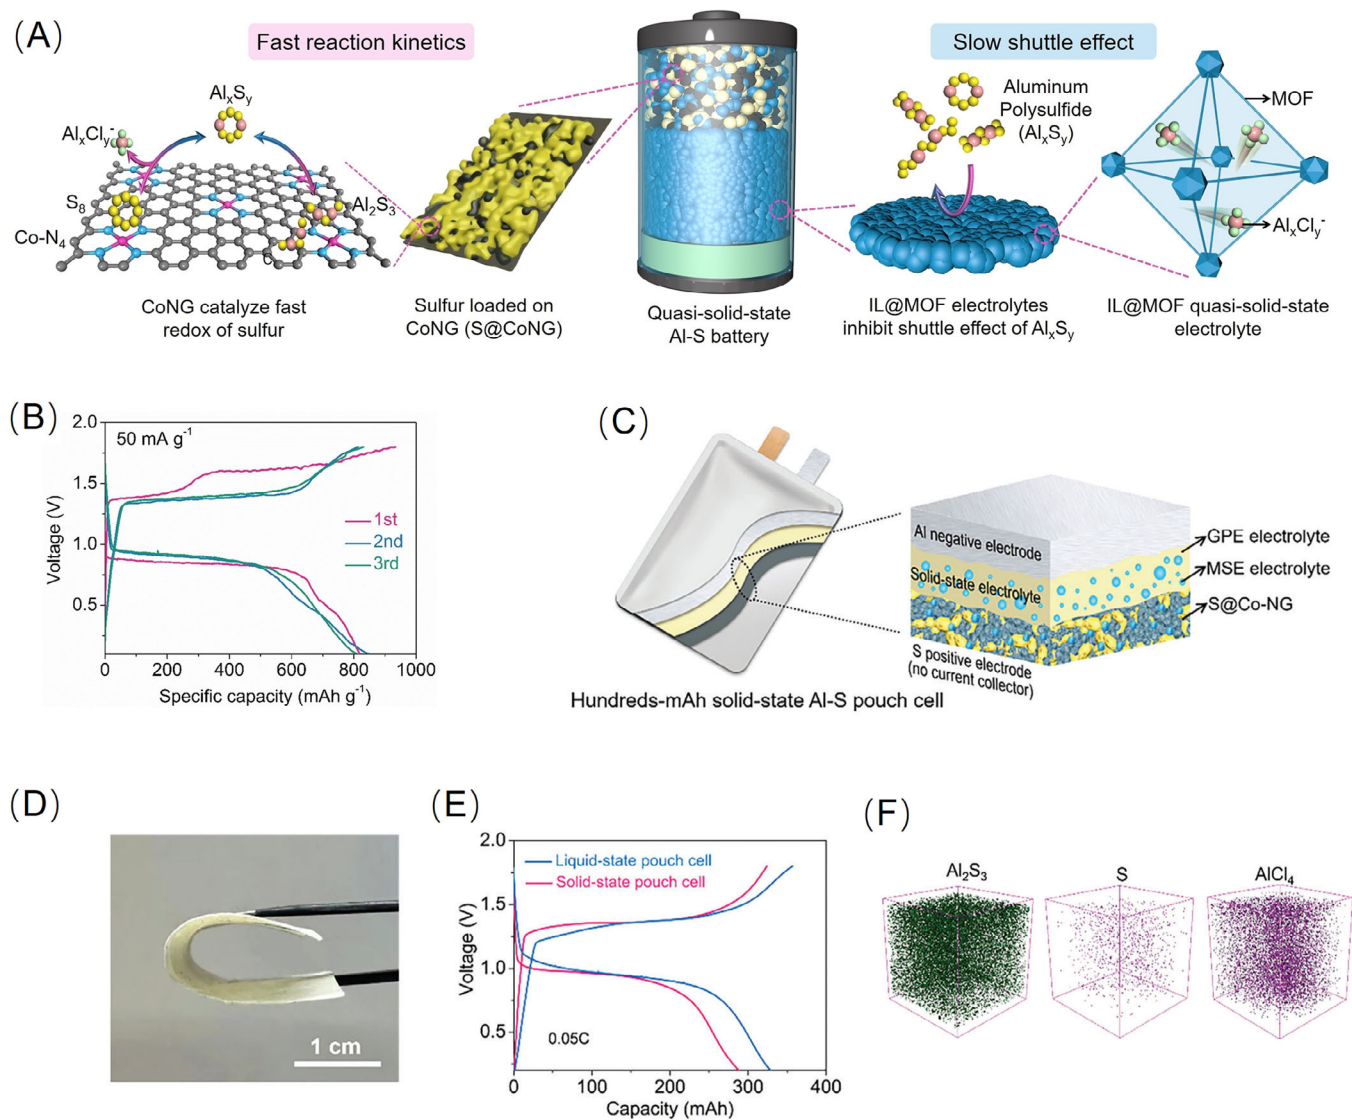 (A)
Fast reaction kinetics
Slow shuttle effect
AlxSy
AlxCly-
S8
Co-N4
Al2S3
C
CoNG catalyze fast
redox of sulfur
Sulfur loaded on
CoNG (S@CoNG)
Quasi-solid-state
Al-S battery
Aluminum
Polysulfide
(AlxSy)
IL@MOF electrolytes
inhibit shuttle effect of AlxSy
MOF
AlxCly-
IL@MOF quasi-solid-state
electrolyte
(B)
50 mA g-1
2.0
1.5
1.0
0.5
Voltage (V)
1st
2nd
3rd
0 200 400 600 800 1000
Specific capacity (mAh g-1)
(C)
Al negative electrode
Solid-state electrolyte
S positive electrode
(no current collector)
GPE electrolyte
MSE electrolyte
S@Co-NG
Hundreds-mAh solid-state Al-S pouch cell
(D)
1 cm
(E)
Liquid-state pouch cell
Solid-state pouch cell
2.0
1.5
1.0
0.5
Voltage (V)
0.05C
0 100 200 300 400
Capacity (mAh)
(F)
Al2S3
S
AlCl4